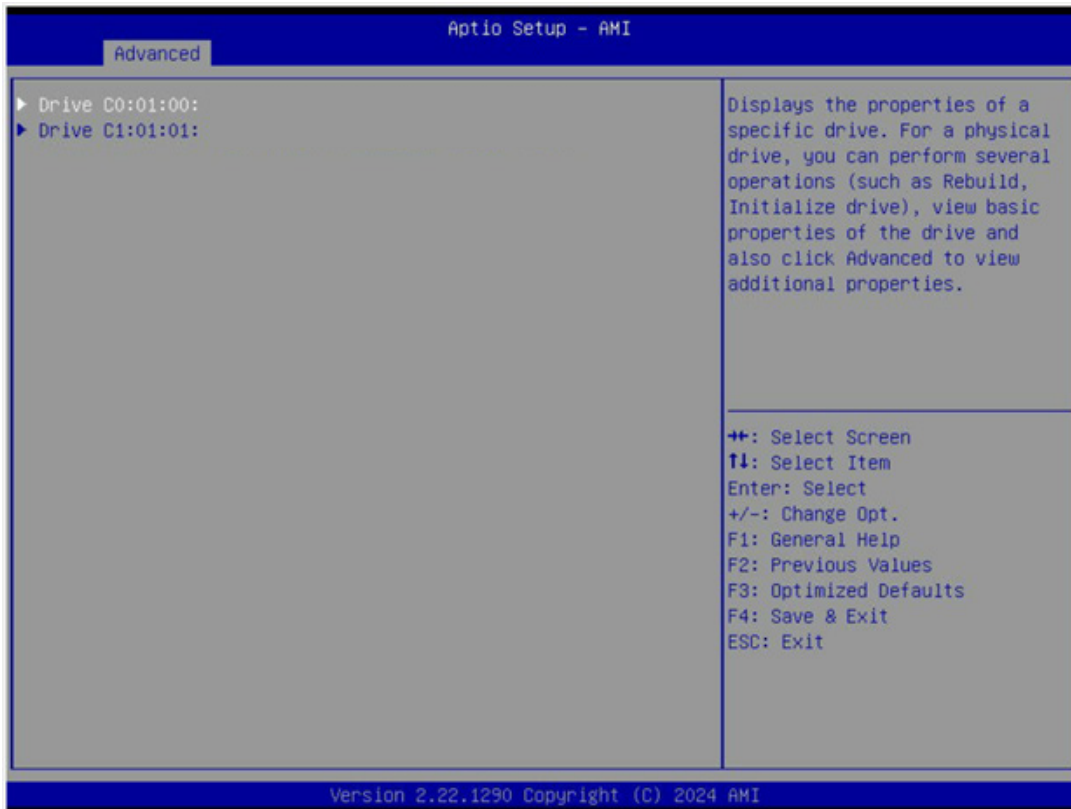 Aptio Setup – AMI
Advanced
▶ Drive C0:01:00:
▶ Drive C1:01:01:
Displays the properties of a
specific drive. For a physical
drive, you can perform several
operations (such as Rebuild,
Initialize drive), view basic
properties of the drive and
also click Advanced to view
additional properties.
→←: Select Screen
↑↓: Select Item
Enter: Select
+/-: Change Opt.
F1: General Help
F2: Previous Values
F3: Optimized Defaults
F4: Save & Exit
ESC: Exit
Version 2.22.1290 Copyright (C) 2024 AMI